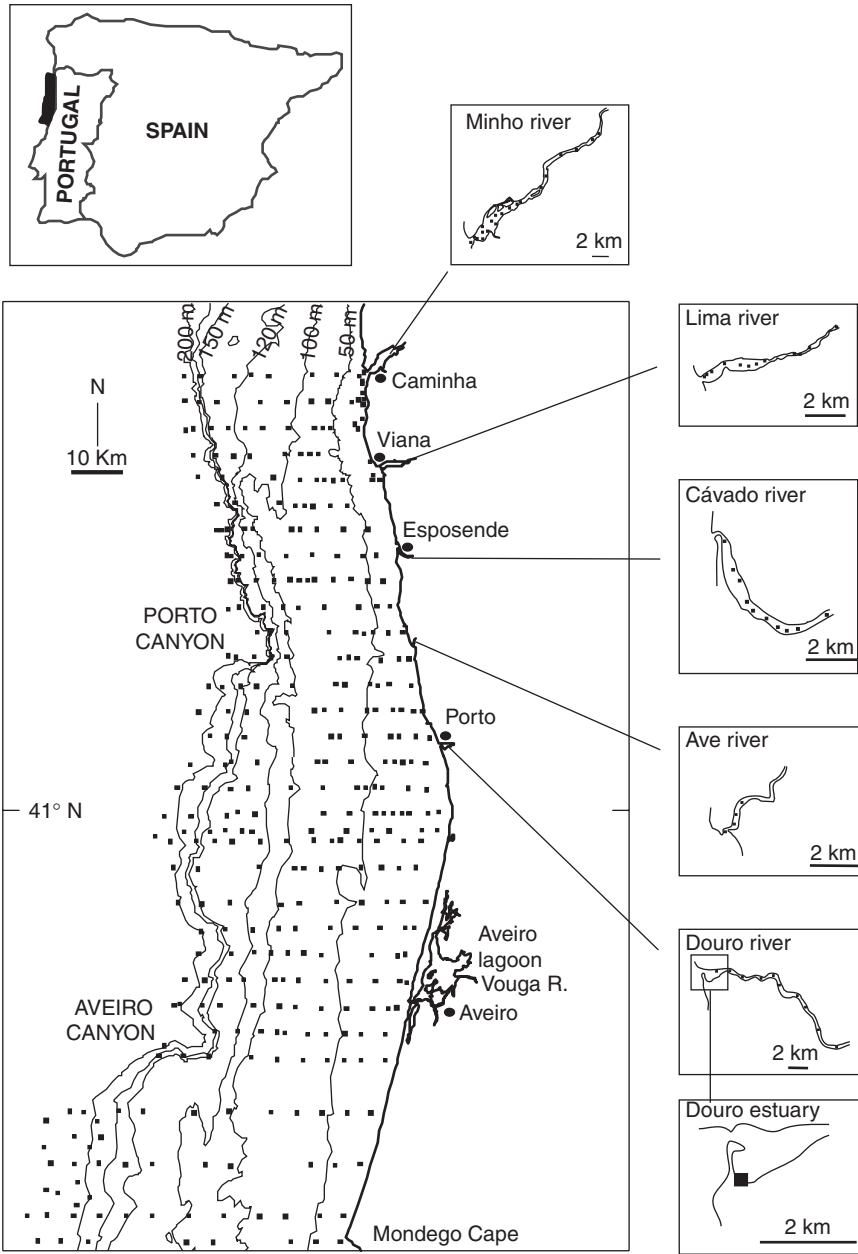 PORTUGAL
SPAIN
Minho river
2 km
200 m
150 m
120 m
100 m
50 m
N
10 Km
Caminha
Viana
Esposende
PORTO
CANYON
Porto
41° N
Aveiro
lagoon
Vouga R.
Aveiro
AVEIRO
CANYON
Mondego Cape
Lima river
2 km
Cávado river
2 km
Ave river
2 km
Douro river
2 km
Douro estuary
2 km